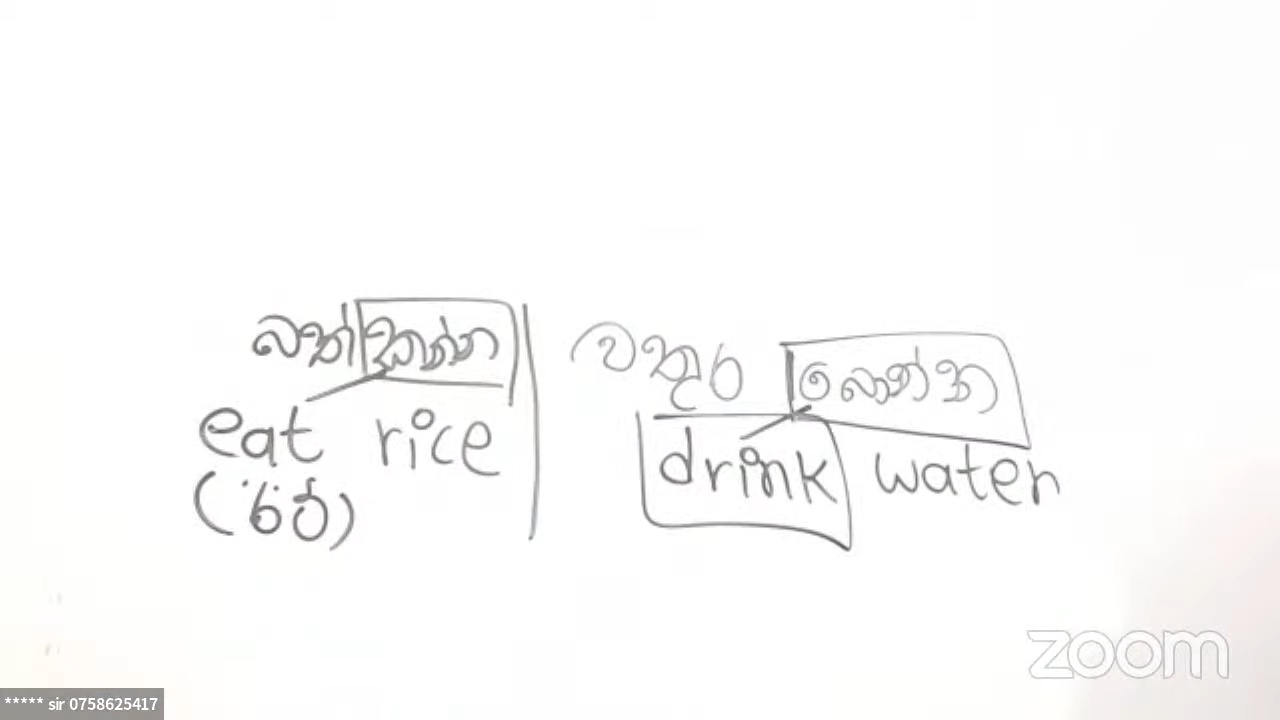 බත් කන්න
eat rice
(ඊට්)
වතුර බොන්න
drink water
zoom
***** sir 0758625417